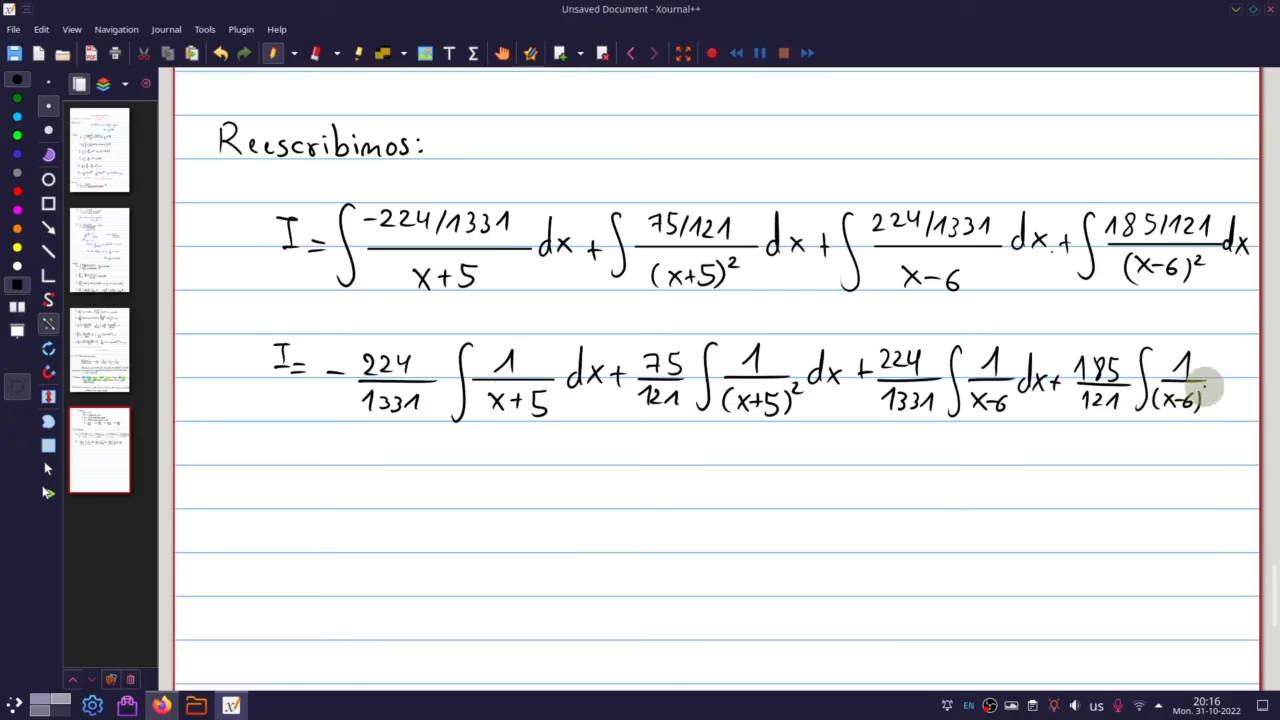 Unsaved Document - Xournal++
File Edit View Navigation Journal Tools Plugin Help
Reescribimos:
I = ∫ (-224/1331)/(x+5) dx + ∫ (75/121)/(x+5)² dx + ∫ (224/1331)/(x-6) dx + ∫ (185/121)/(x-6)² dx
I = - 224/1331 ∫ 1/(x+5) dx + 75/121 ∫ 1/(x+5)² dx + 224/1331 ∫ 1/(x-6) dx + 185/121 ∫ 1/(x-6)
EN us 20:16
Mon. 31-10-2022